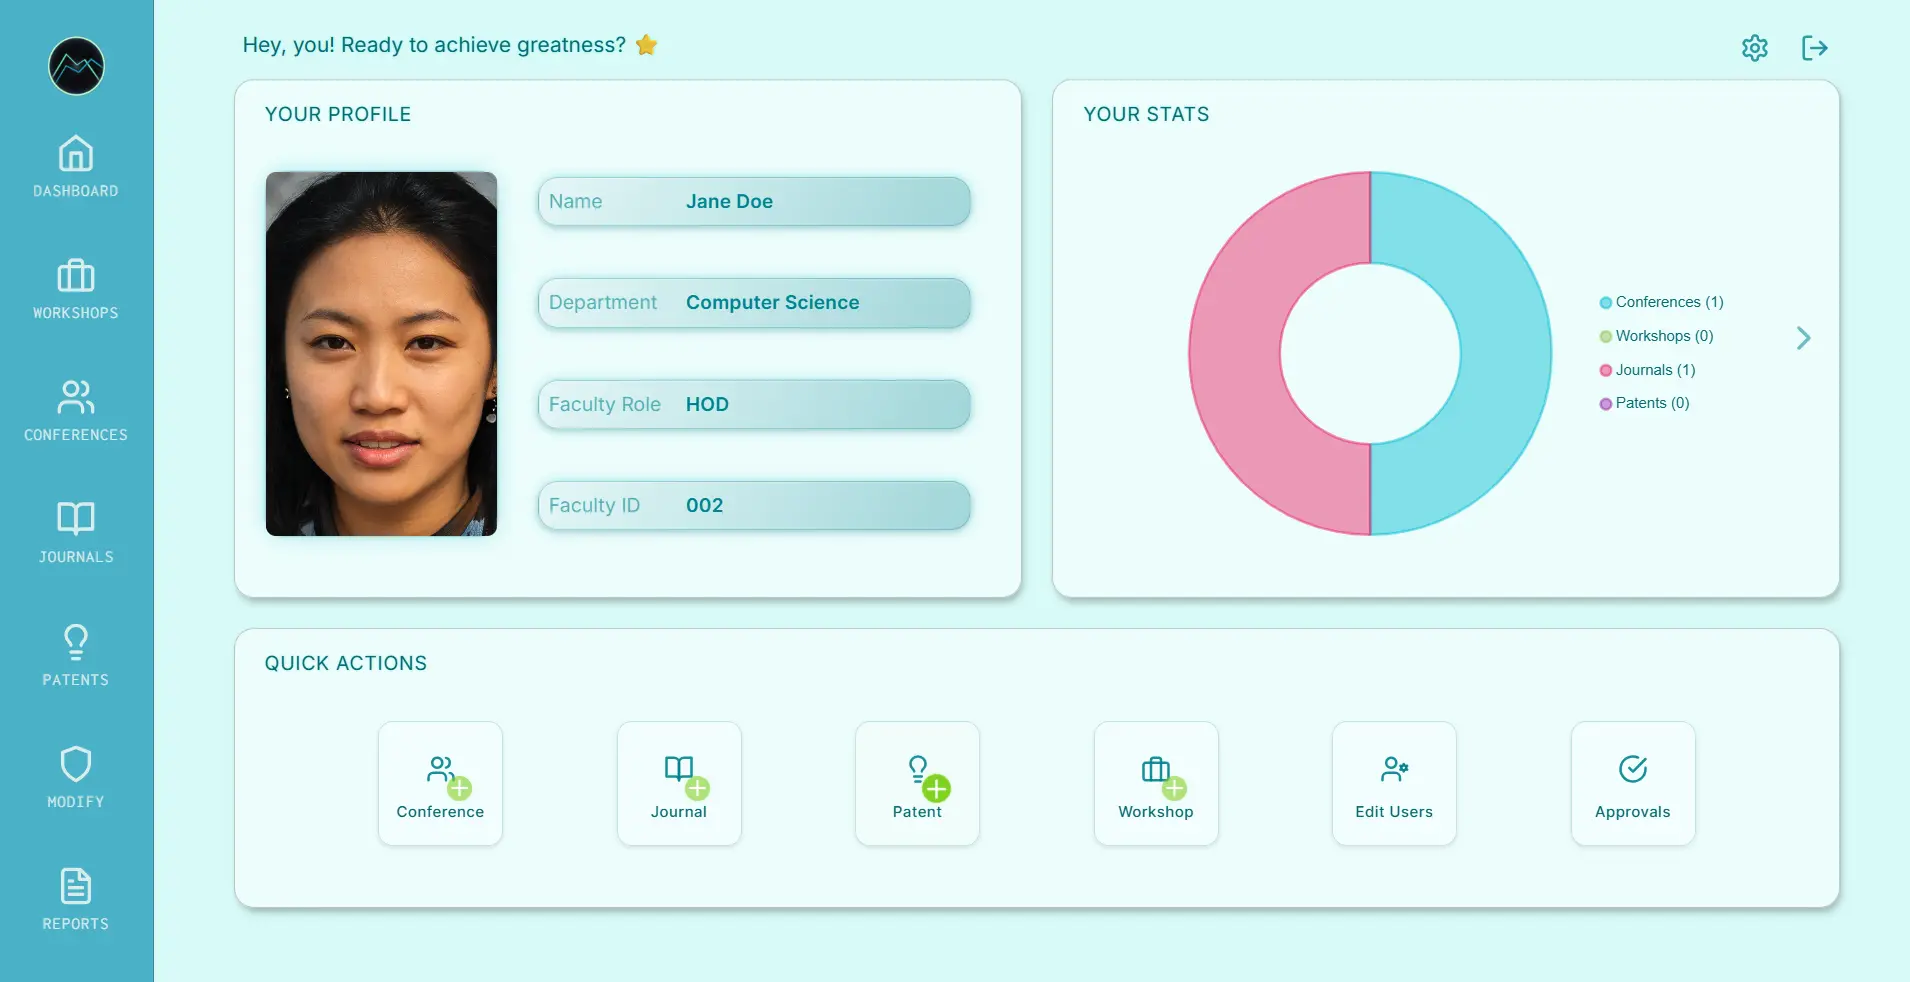 Hey, you! Ready to achieve greatness? ⭐
DASHBOARD
WORKSHOPS
CONFERENCES
JOURNALS
PATENTS
MODIFY
REPORTS
YOUR PROFILE
Name Jane Doe
Department Computer Science
Faculty Role HOD
Faculty ID 002
YOUR STATS
Conferences (1)
Workshops (0)
Journals (1)
Patents (0)
QUICK ACTIONS
Conference
Journal
Patent
Workshop
Edit Users
Approvals